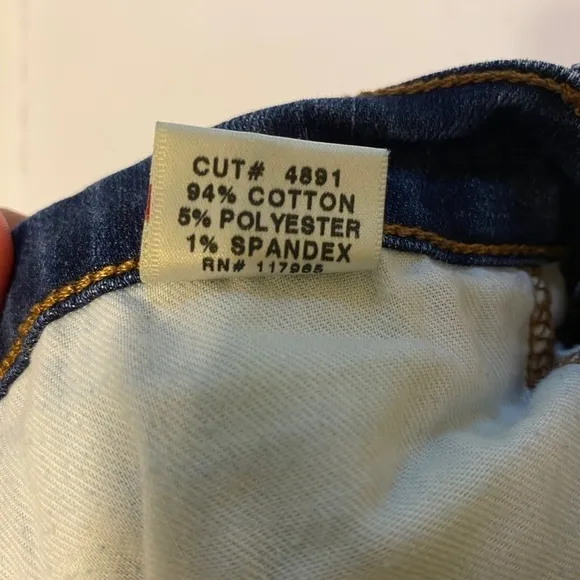 CUT# 4891
94% COTTON
5% POLYESTER
1% SPANDEX
RN# 117965